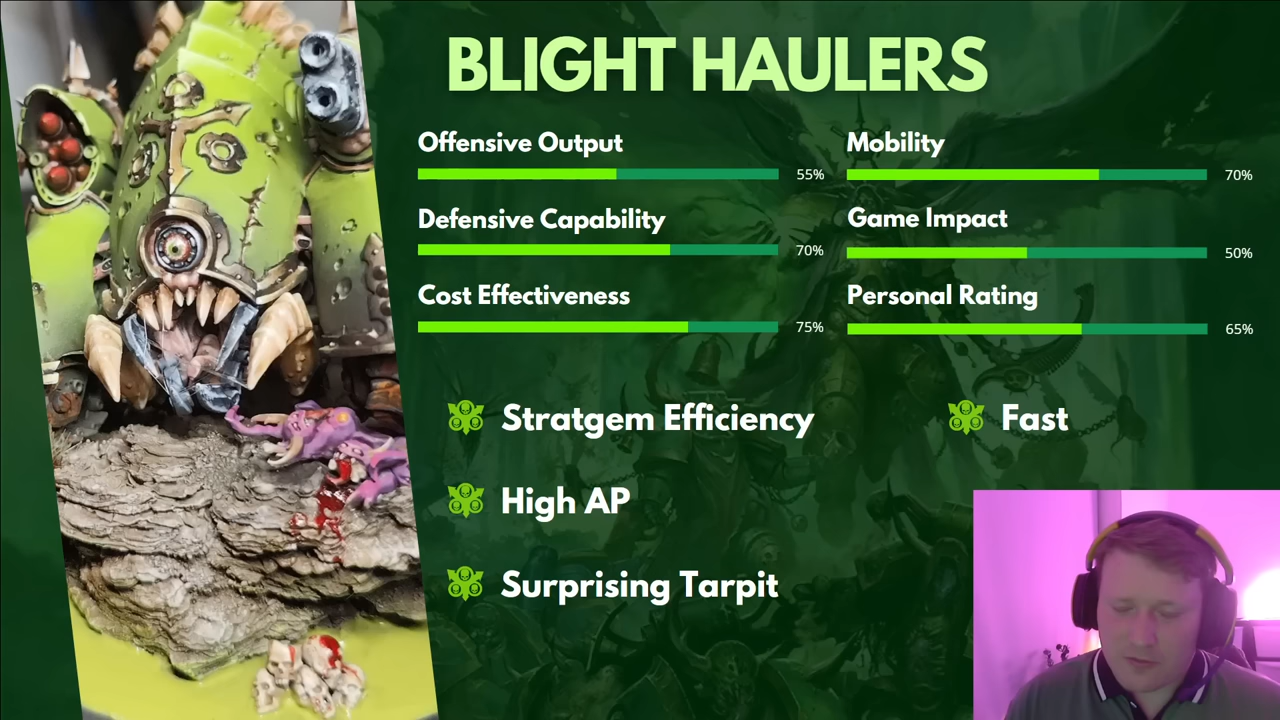 BLIGHT HAULERS
Offensive Output
55%
Defensive Capability
70%
Cost Effectiveness
75%
Mobility
70%
Game Impact
50%
Personal Rating
65%
Stratgem Efficiency
Fast
High AP
Surprising Tarpit